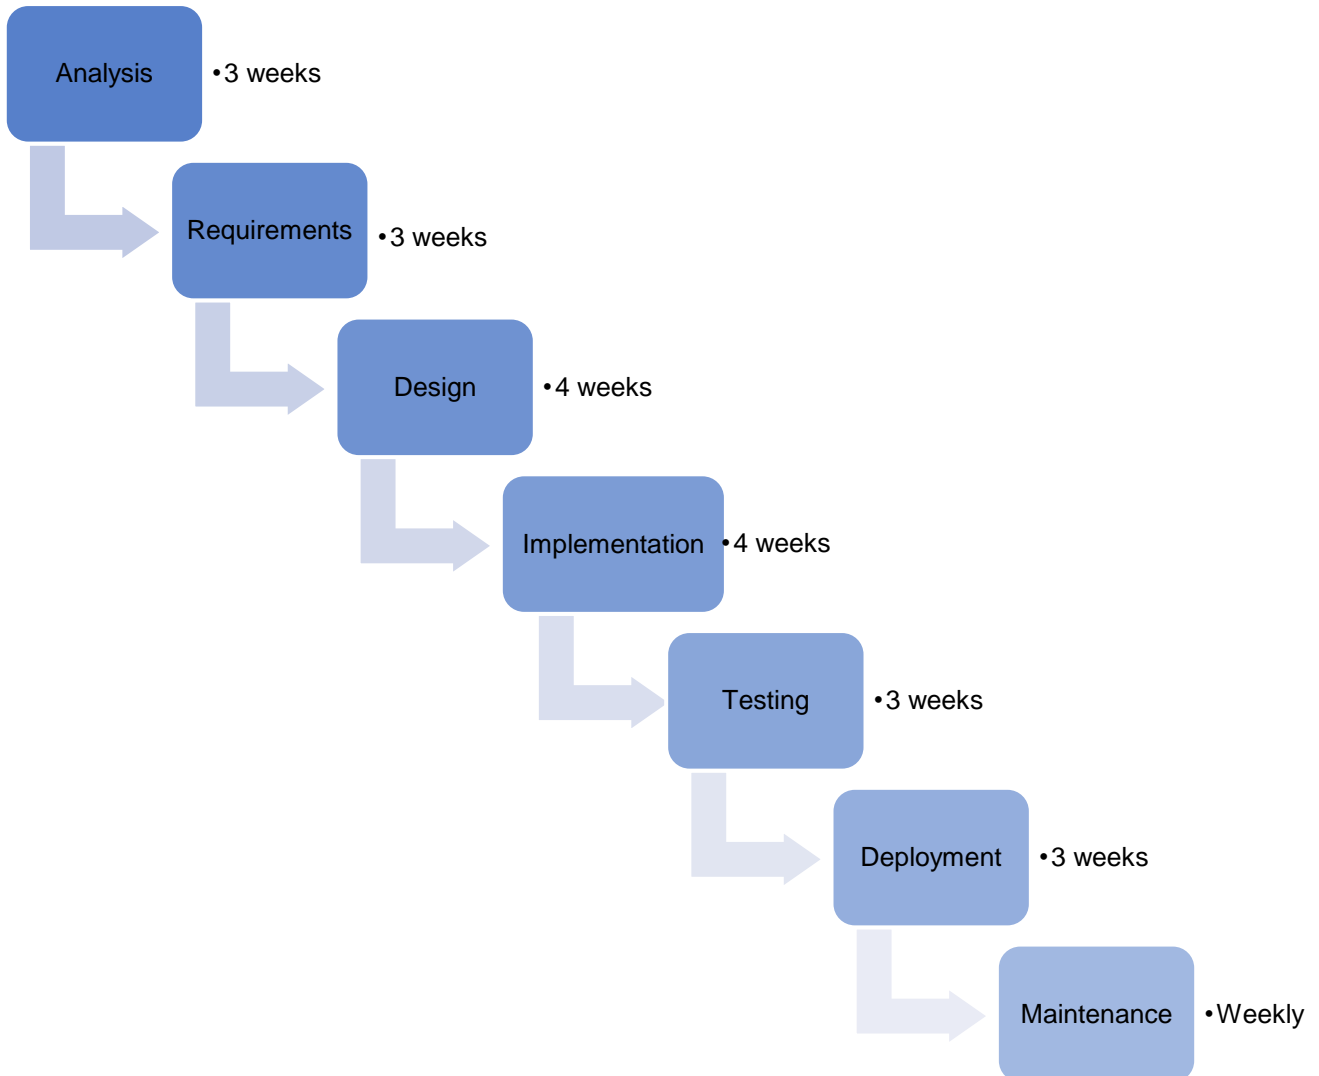 Analysis
•3 weeks
Requirements
•3 weeks
Design
•4 weeks
Implementation
•4 weeks
Testing
•3 weeks
Deployment
•3 weeks
Maintenance
•Weekly